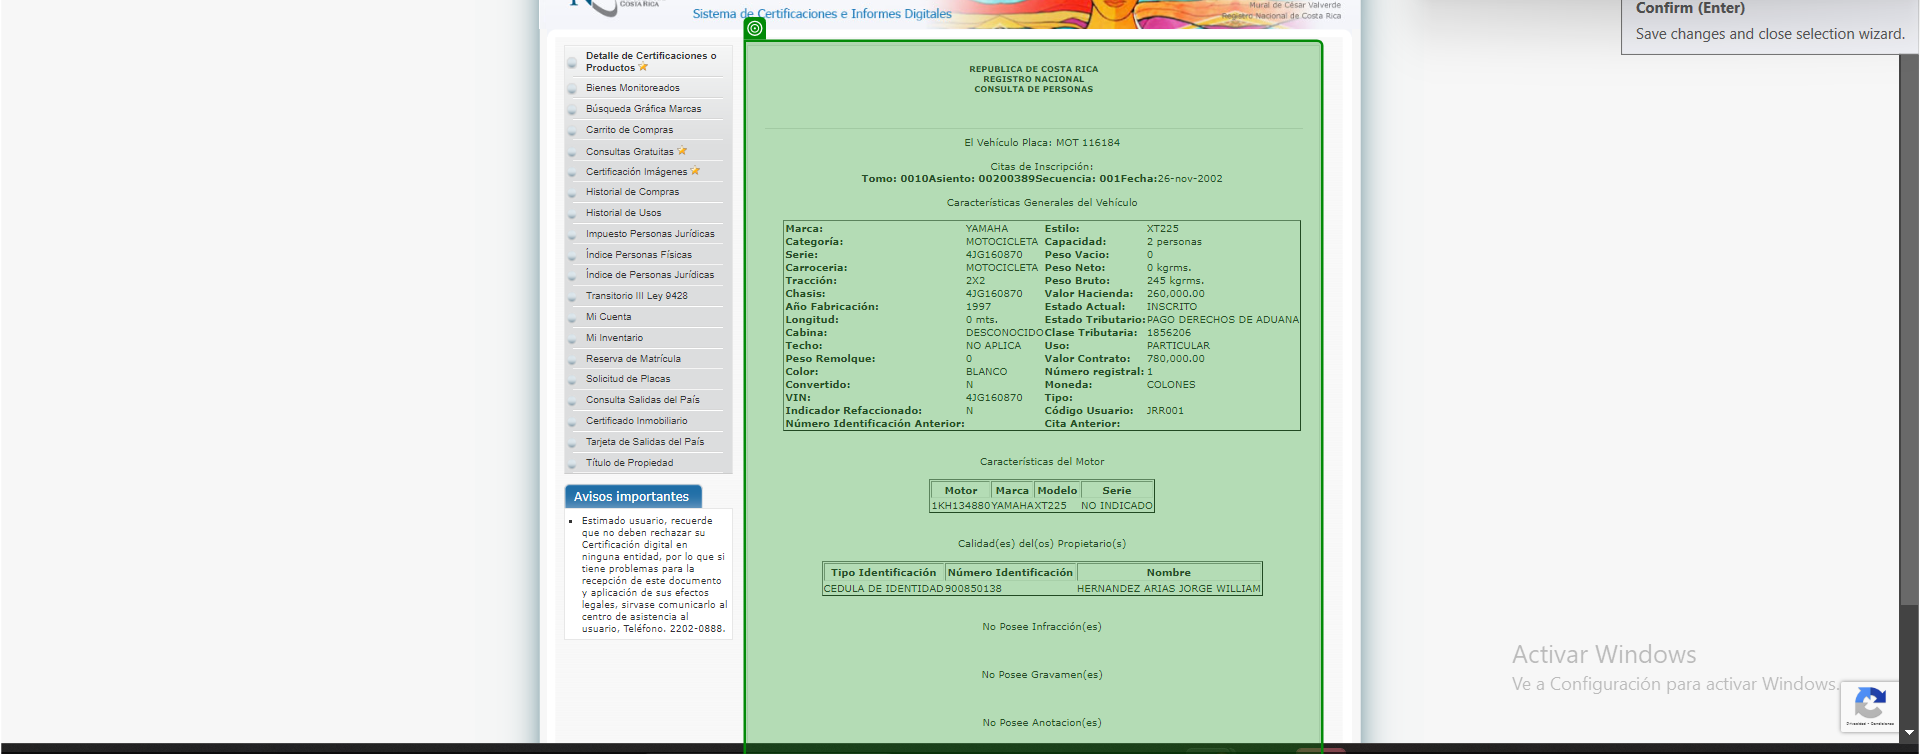 COSTA RICA
Sistema de Certificaciones e Informes Digitales
Mural de César Valverde
Registro Nacional de Costa Rica
Confirm (Enter)
Save changes and close selection wizard.
Detalle de Certificaciones o
Productos
Bienes Monitoreados
Búsqueda Gráfica Marcas
Carrito de Compras
Consultas Gratuitas
Certificación Imágenes
Historial de Compras
Historial de Usos
Impuesto Personas Jurídicas
Índice Personas Físicas
Índice de Personas Jurídicas
Transitorio III Ley 9428
Mi Cuenta
Mi Inventario
Reserva de Matrícula
Solicitud de Placas
Consulta Salidas del País
Certificado Inmobiliario
Tarjeta de Salidas del País
Título de Propiedad
Avisos importantes
Estimado usuario, recuerde
que no deben rechazar su
Certificación digital en
ninguna entidad, por lo que si
tiene problemas para la
recepción de este documento
y aplicación de sus efectos
legales, sirvase comunicarlo al
centro de asistencia al
usuario, Teléfono. 2202-0888.
REPUBLICA DE COSTA RICA
REGISTRO NACIONAL
CONSULTA DE PERSONAS
El Vehículo Placa: MOT 116184
Citas de Inscripción:
Tomo: 0010Asiento: 00200389Secuencia: 001Fecha:26-nov-2002
Características Generales del Vehículo
Marca: YAMAHA Estilo: XT225
Categoría: MOTOCICLETA Capacidad: 2 personas
Serie: 4JG160870 Peso Vacio: 0
Carroceria: MOTOCICLETA Peso Neto: 0 kgrms.
Tracción: 2X2 Peso Bruto: 245 kgrms.
Chasis: 4JG160870 Valor Hacienda: 260,000.00
Año Fabricación: 1997 Estado Actual: INSCRITO
Longitud: 0 mts. Estado Tributario: PAGO DERECHOS DE ADUANA
Cabina: DESCONOCIDO Clase Tributaria: 1856206
Techo: NO APLICA Uso: PARTICULAR
Peso Remolque: 0 Valor Contrato: 780,000.00
Color: BLANCO Número registral: 1
Convertido: N Moneda: COLONES
VIN: 4JG160870 Tipo:
Indicador Refaccionado: N Código Usuario: JRR001
Número Identificación Anterior: Cita Anterior:
Características del Motor
Motor Marca Modelo Serie
1KH134880 YAMAHA XT225 NO INDICADO
Calidad(es) del(os) Propietario(s)
Tipo Identificación Número Identificación Nombre
CEDULA DE IDENTIDAD 900850138 HERNANDEZ ARIAS JORGE WILLIAM
No Posee Infracción(es)
No Posee Gravamen(es)
No Posee Anotacion(es)
Activar Windows
Ve a Configuración para activar Windows.
Privacidad - Condiciones